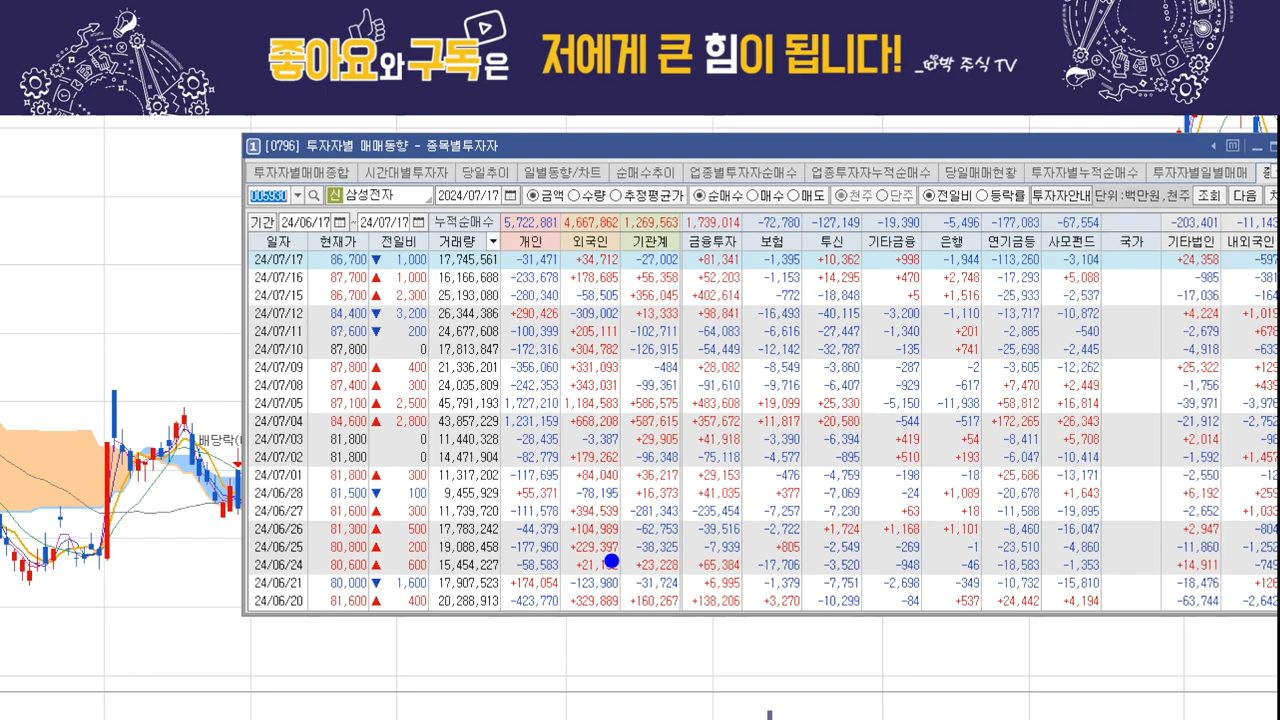 좋아요와구독은 저에게 큰 힘이 됩니다! 주식 TV
배당락
1 [0796] 투자자별 매매동향 - 종목별투자자
투자자별매매종합 시간대별투자자 당일추이 일별동향/차트 순매수추이 업종별투자자순매수 업종투자자누적순매수 당일매매현황 투자자별누적순매수 투자자별일별매매
005930 신 삼성전자 2024/07/17 금액 수량 추정평균가 순매수 매수 매도 천주 단주 전일비 등락률 투자자안내 단위:백만원,천주 조회 다음
기간 24/06/17 ~ 24/07/17 누적순매수 5,722,881 4,667,862 1,269,563 1,739,014 -72,780 -127,149 -19,390 -5,496 -177,083 -67,554 -203,401 -11,143
일자 현재가 전일비 거래량 개인 외국인 기관계 금융투자 보험 투신 기타금융 은행 연기금등 사모펀드 국가 기타법인 내외국인
24/07/17 86,700 ▼ 1,000 17,745,561 -31,471 +34,712 -27,002 +81,341 -1,395 +10,362 +998 -1,944 -113,260 -3,104 +24,358 -597
24/07/16 87,700 ▲ 1,000 16,166,688 -233,678 +178,685 +56,358 +52,203 -1,153 +14,295 +470 +2,748 -17,293 +5,088 -985 -381
24/07/15 86,700 ▲ 2,300 25,193,080 -280,340 -58,505 +356,045 +402,614 -772 -18,848 +5 +1,516 -25,933 -2,537 -17,036 -164
24/07/12 84,400 ▼ 3,200 26,344,386 +290,426 -309,002 +13,333 +98,841 -16,493 -40,115 -3,200 -1,110 -13,717 -10,872 +4,224 +1,019
24/07/11 87,600 ▼ 200 24,677,608 -100,399 +205,111 -102,711 -64,083 -6,616 -27,447 -1,340 +201 -2,885 -540 -2,679 +678
24/07/10 87,800 0 17,813,847 -172,316 +304,782 -126,915 -54,449 -12,142 -32,787 -135 +741 -25,698 -2,445 -4,918 -633
24/07/09 87,800 ▲ 400 21,336,201 -356,060 +331,093 -484 +28,082 -8,549 -3,860 -287 -2 -3,605 -12,262 +25,322 +129
24/07/08 87,400 ▲ 300 24,035,809 -242,353 +343,031 -99,361 -91,610 -9,716 -6,407 -929 -617 +7,470 +2,449 -1,756 +439
24/07/05 87,100 ▲ 2,500 45,791,193 1,727,210 1,184,583 +586,575 +483,608 +19,099 +25,330 -5,150 -11,938 +58,812 +16,814 -39,971 -3,976
24/07/04 84,600 ▲ 2,800 43,857,229 1,231,159 +668,208 +587,615 +357,672 +11,817 +20,580 -544 -517 +172,265 +26,343 -21,912 -2,752
24/07/03 81,800 0 11,440,328 -28,435 -3,387 +29,905 +41,918 -3,390 -6,394 +419 +54 -8,411 +5,708 +2,014 -98
24/07/02 81,800 0 14,471,904 -82,779 +179,262 -96,348 -75,118 -4,577 -895 +510 +193 -6,047 -10,414 -1,592 +1,457
24/07/01 81,800 ▲ 300 11,317,202 -117,695 +84,040 +36,217 +29,153 -476 -4,759 -198 -18 +25,686 -13,171 -2,550 -12
24/06/28 81,500 ▼ 100 9,455,929 +55,371 -78,195 +16,373 +41,035 +377 -7,069 -24 +1,089 -20,678 +1,643 +6,192 +259
24/06/27 81,600 ▲ 300 11,739,720 -111,578 +394,539 -281,343 -235,454 -7,257 -7,230 +63 +18 -11,588 -19,895 -2,652 +1,033
24/06/26 81,300 ▲ 500 17,783,242 -44,379 +104,989 -62,753 -39,516 -2,722 +1,724 +1,168 +1,101 -8,460 -16,047 +2,947 -804
24/06/25 80,800 ▲ 200 19,088,458 -177,960 +229,397 -38,325 -7,939 +805 -2,549 -269 -1 -23,510 -4,860 -11,860 -1,252
24/06/24 80,600 ▲ 600 15,454,227 -58,583 +23,228 +65,384 -17,706 -3,520 -948 -46 -18,583 -1,353 +14,911 -749
24/06/21 80,000 ▼ 1,600 17,907,523 +174,054 -123,980 -31,724 +6,995 -1,379 -7,751 -2,698 -349 -10,732 -15,810 -18,476 +126
24/06/20 81,600 ▲ 400 20,288,913 -423,770 +329,889 +160,267 +138,206 +3,270 -10,299 -84 +537 +24,442 +4,194 -63,744 -2,642